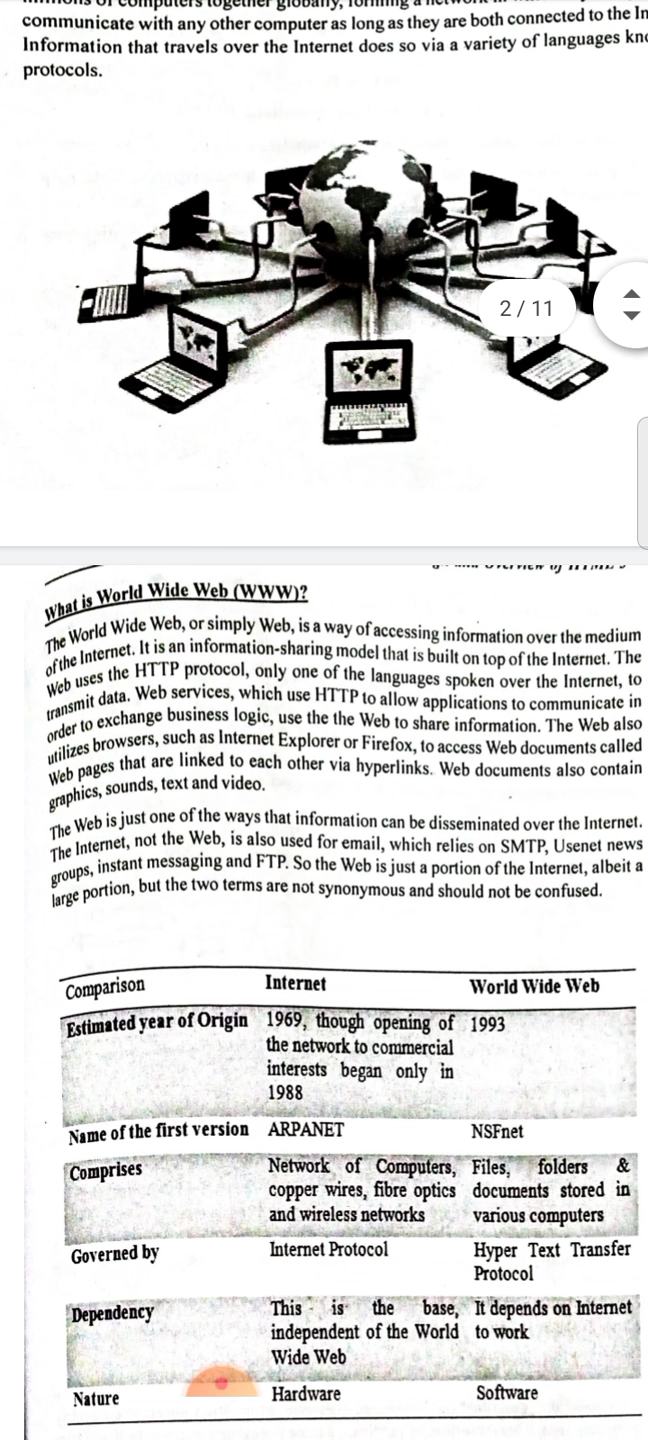 of computers together globally, forming a network in
communicate with any other computer as long as they are both connected to the In
Information that travels over the Internet does so via a variety of languages kno
protocols.
2 / 11
What is World Wide Web (WWW)?
The World Wide Web, or simply Web, is a way of accessing information over the medium
of the Internet. It is an information-sharing model that is built on top of the Internet. The
Web uses the HTTP protocol, only one of the languages spoken over the Internet, to
transmit data. Web services, which use HTTP to allow applications to communicate in
order to exchange business logic, use the the Web to share information. The Web also
utilizes browsers, such as Internet Explorer or Firefox, to access Web documents called
Web pages that are linked to each other via hyperlinks. Web documents also contain
graphics, sounds, text and video.
The Web is just one of the ways that information can be disseminated over the Internet.
The Internet, not the Web, is also used for email, which relies on SMTP, Usenet news
groups, instant messaging and FTP. So the Web is just a portion of the Internet, albeit a
large portion, but the two terms are not synonymous and should not be confused.
Comparison Internet World Wide Web
Estimated year of Origin 1969, though opening of 1993
the network to commercial
interests began only in
1988
Name of the first version ARPANET NSFnet
Comprises Network of Computers, Files, folders &
copper wires, fibre optics documents stored in
and wireless networks various computers
Governed by Internet Protocol Hyper Text Transfer
Protocol
Dependency This is the base, It depends on Internet
independent of the World to work
Wide Web
Nature Hardware Software